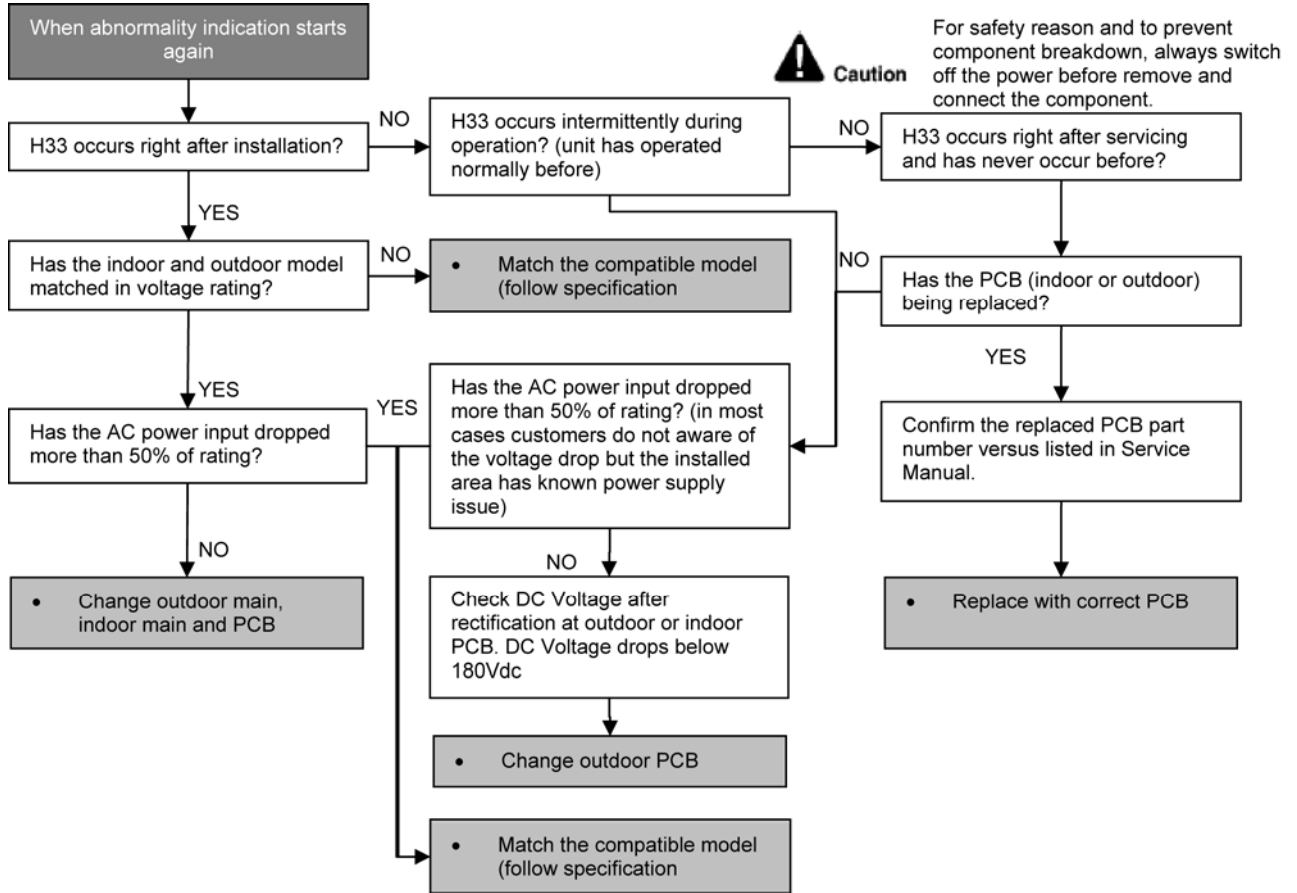 When abnormality indication starts
again
Caution
For safety reason and to prevent
component breakdown, always switch
off the power before remove and
connect the component.
H33 occurs right after installation?
NO
H33 occurs intermittently during
operation? (unit has operated
normally before)
NO
H33 occurs right after servicing
and has never occur before?
YES
Has the indoor and outdoor model
matched in voltage rating?
NO
• Match the compatible model
(follow specification
NO
Has the PCB (indoor or outdoor)
being replaced?
YES
YES
Has the AC power input dropped
more than 50% of rating?
YES
Has the AC power input dropped
more than 50% of rating? (in most
cases customers do not aware of
the voltage drop but the installed
area has known power supply
issue)
Confirm the replaced PCB part
number versus listed in Service
Manual.
NO
NO
• Change outdoor main,
indoor main and PCB
Check DC Voltage after
rectification at outdoor or indoor
PCB. DC Voltage drops below
180Vdc
• Replace with correct PCB
• Change outdoor PCB
• Match the compatible model
(follow specification